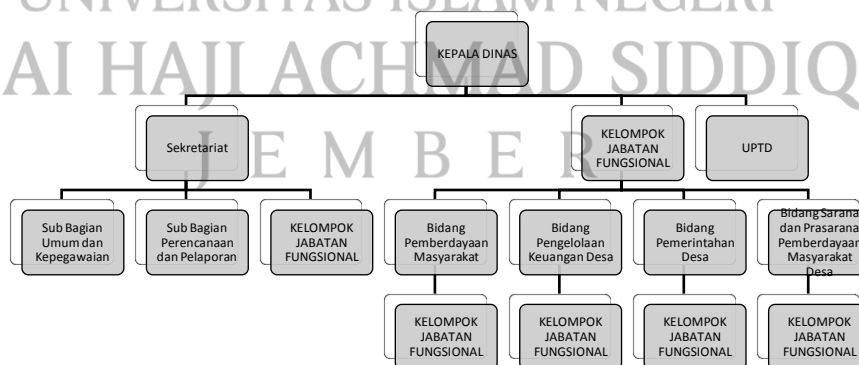 UNIVERSITAS ISLAM NEGERI
KEPALA DINAS
AI HAJI ACHMAD SIDDIQ
Sekretariat
KELOMPOK
JABATAN
FUNGSIONAL
UPTD
JEMBER
Sub Bagian
Umum dan
Kepegawaian
Sub Bagian
Perencanaan
dan Pelaporan
KELOMPOK
JABATAN
FUNGSIONAL
Bidang
Pemberdayaan
Masyarakat
Bidang
Pengelolaan
Keuangan Desa
Bidang
Pemerintahan
Desa
Bidang Sarana
dan Prasarana
Pemberdayaan
Masyarakat
Desa
KELOMPOK
JABATAN
FUNGSIONAL
KELOMPOK
JABATAN
FUNGSIONAL
KELOMPOK
JABATAN
FUNGSIONAL
KELOMPOK
JABATAN
FUNGSIONAL